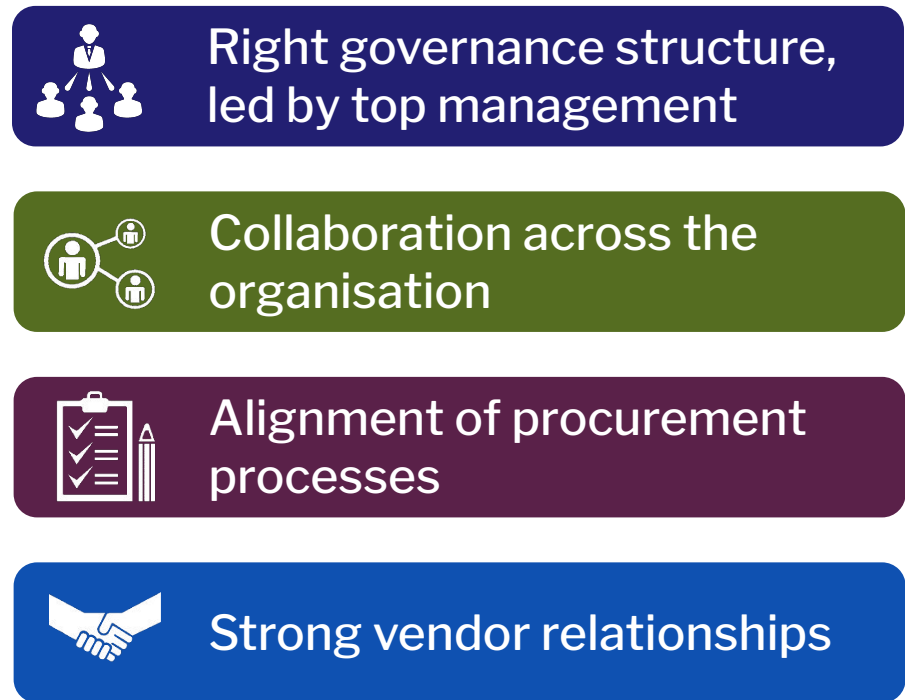 Right governance structure,
led by top management
Collaboration across the
organisation
Alignment of procurement
processes
Strong vendor relationships